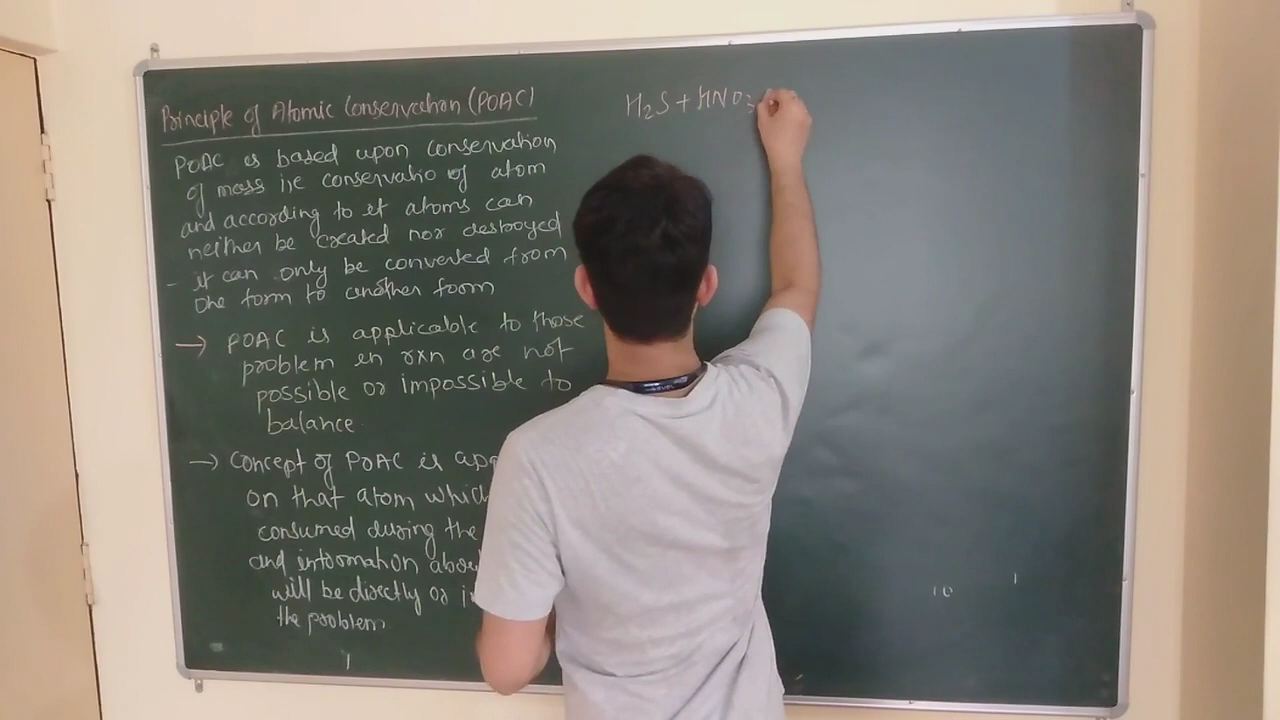 Principle of Atomic Conservation (POAC)
POAC is based upon conservation
of mass i.e conservatio of atom
and according to it atoms can
neither be created nor destroyed
- it can only be converted from
one form to another form
→ POAC is applicable to those
problem in rxn are not
possible or impossible to
balance.
→ Concept of POAC is
on that atom which
consumed during the
and information
will be directly or
the problem.
H2S + HNO3
10
1
1